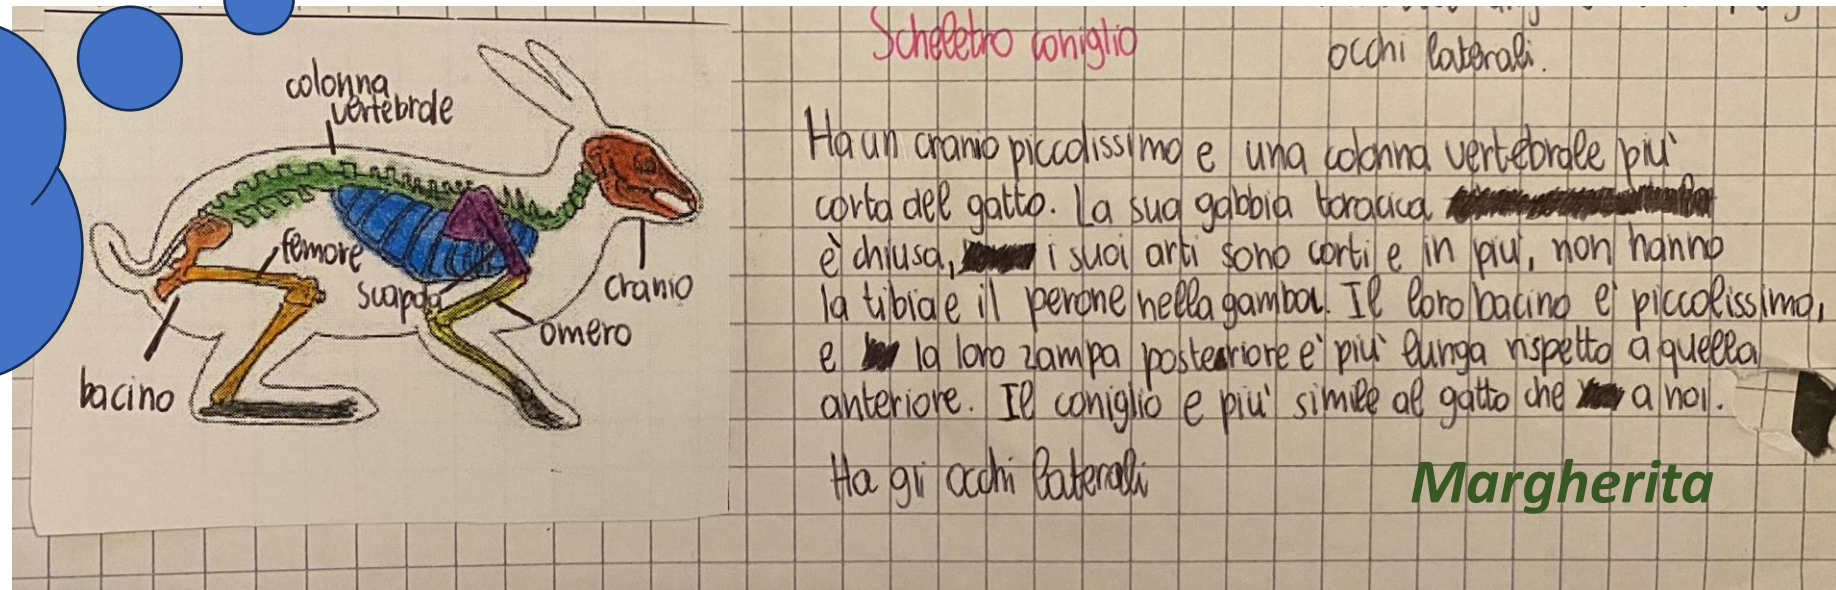 colonna
vertebrale
femore
scapola
cranio
omero
bacino
Scheletro coniglio
occhi laterali.
Ha un cranio piccolissimo e una colonna vertebrale più
corta del gatto. La sua gabbia toracica
è chiusa, i suoi arti sono corti e in più, non hanno
la tibia e il perone nella gamba. Il loro bacino è piccolissimo,
e la loro zampa posteriore è più lunga rispetto a quella
anteriore. Il coniglio e più simile al gatto che a noi.
Ha gli occhi laterali
Margherita